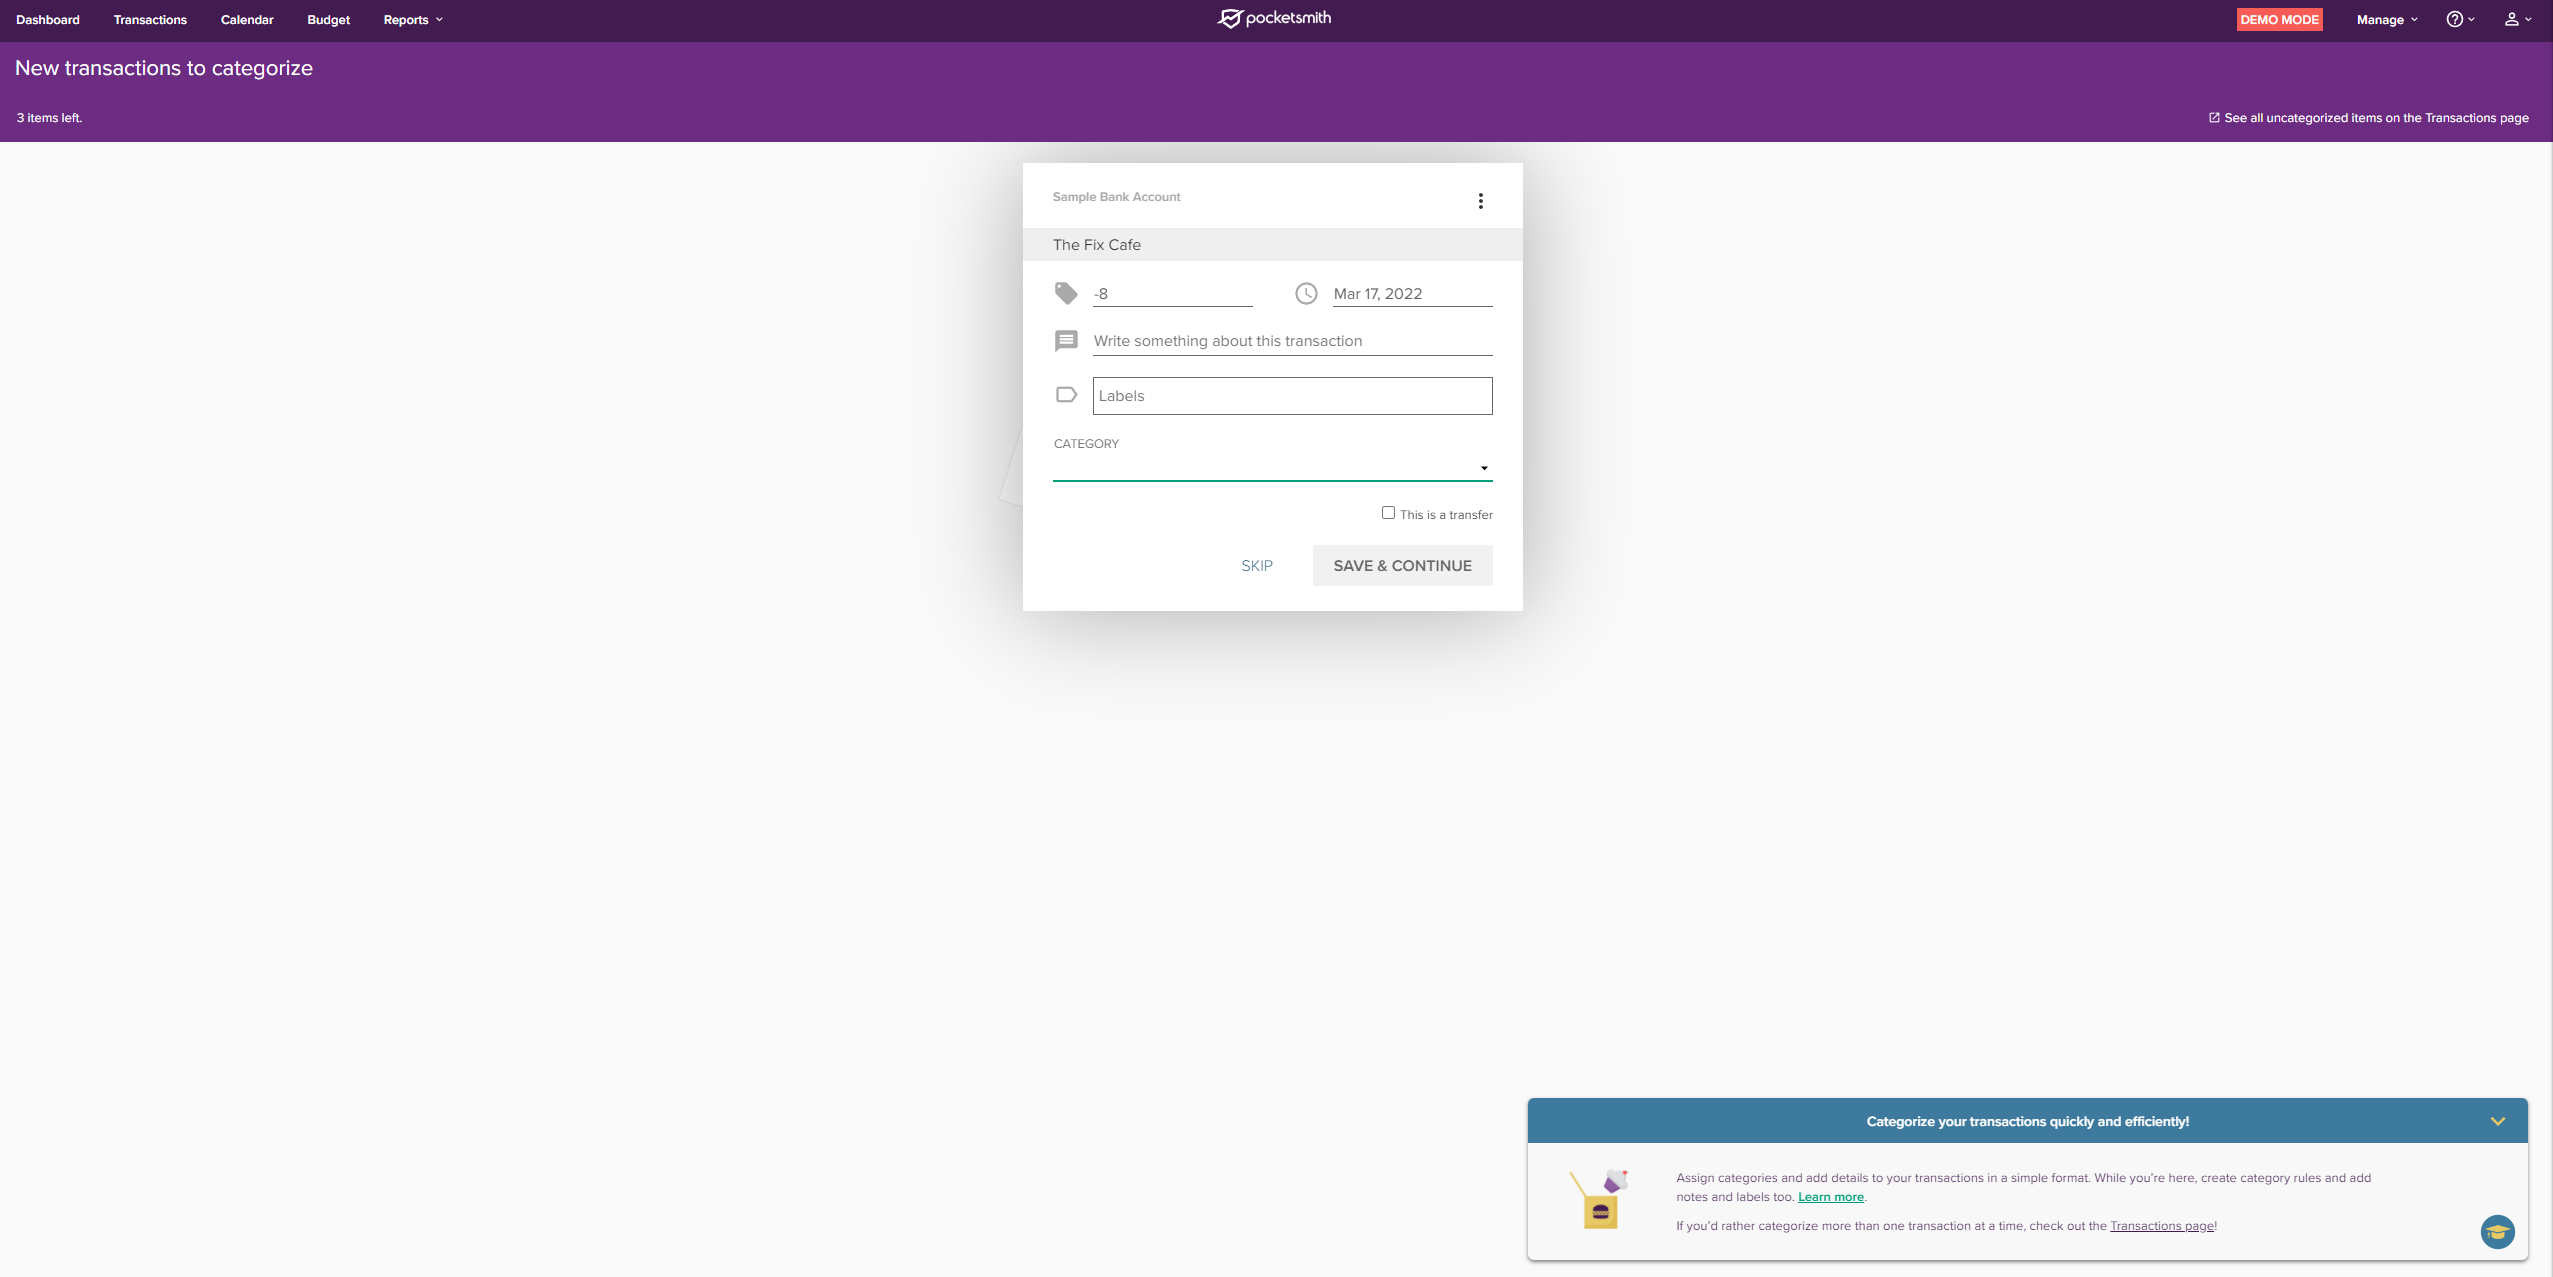 Dashboard
Transactions
Calendar
Budget
Reports
pocketsmith
DEMO MODE
Manage
New transactions to categorize
3 items left.
See all uncategorized items on the Transactions page
Sample Bank Account
The Fix Cafe
-8
Mar 17, 2022
Write something about this transaction
Labels
CATEGORY
This is a transfer
SKIP
SAVE & CONTINUE
Categorize your transactions quickly and efficiently!
Assign categories and add details to your transactions in a simple format. While you're here, create category rules and add
notes and labels too. Learn more.
If you'd rather categorize more than one transaction at a time, check out the Transactions page!